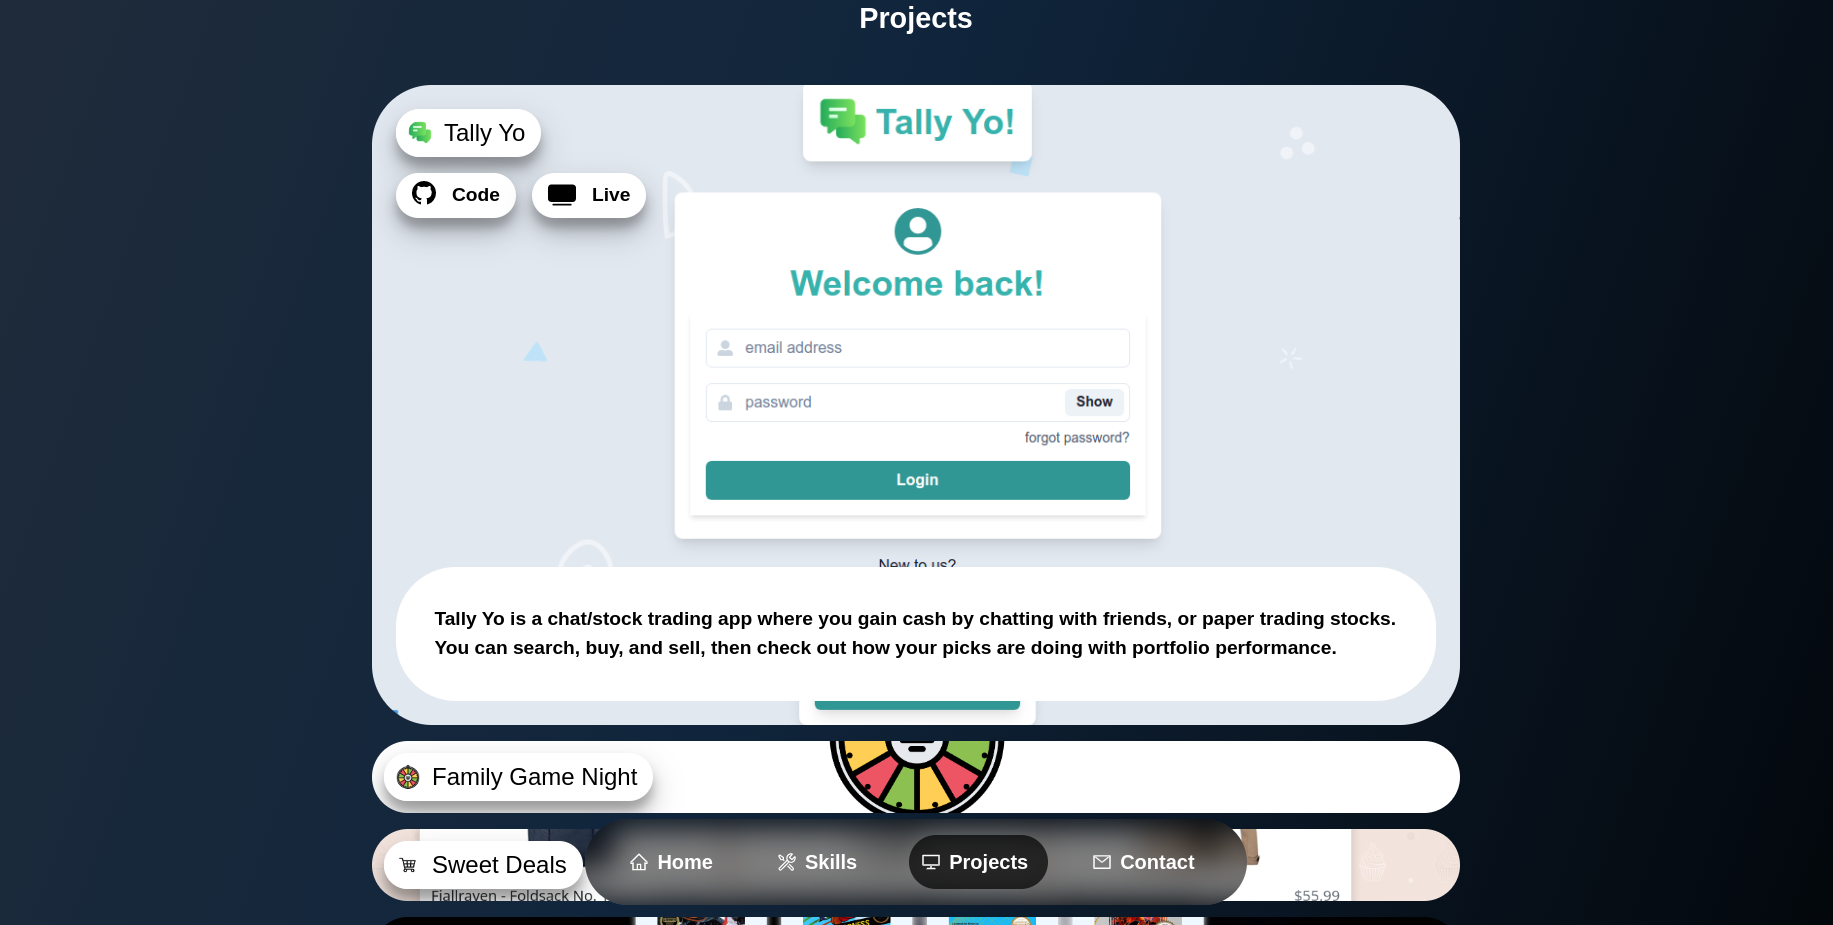 Projects
Tally Yo
Code
Live
Tally Yo!
Welcome back!
email address
password
Show
forgot password?
Login
New to us?
Tally Yo is a chat/stock trading app where you gain cash by chatting with friends, or paper trading stocks.
You can search, buy, and sell, then check out how your picks are doing with portfolio performance.
Family Game Night
Sweet Deals
Fjallraven - Foldsack No.
$55.99
Home
Skills
Projects
Contact